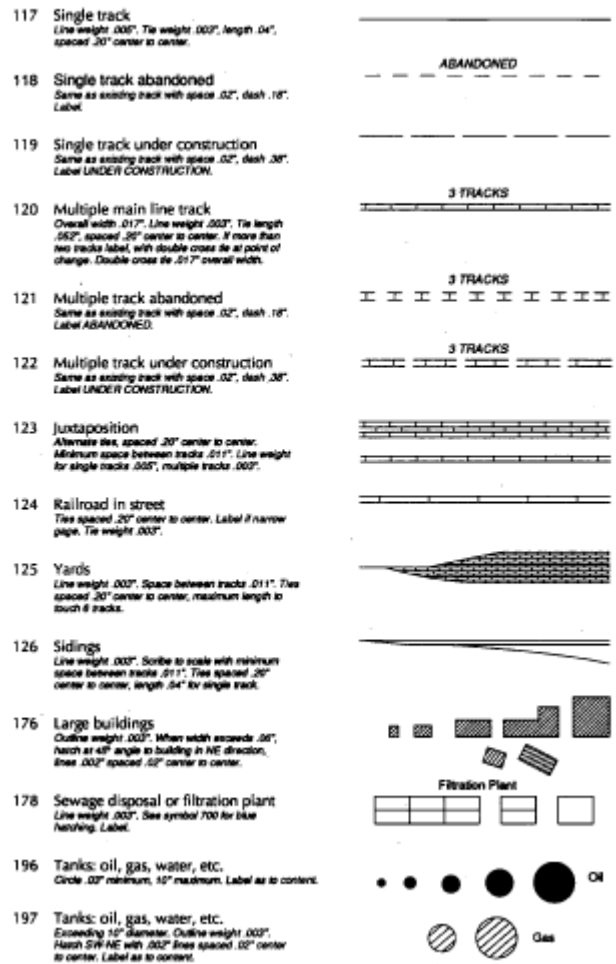 117 Single track
Line weight .005". Tie weight .003", length .04",
spaced .20" center to center.
ABANDONED
118 Single track abandoned
Same as existing track with space .02", dash .18".
Label.
119 Single track under construction
Same as existing track with space .02", dash .38".
Label UNDER CONSTRUCTION.
3 TRACKS
120 Multiple main line track
Overall width .017". Line weight .003". Tie length
.052", spaced .20" center to center. If more than
two tracks label, with double cross tie at point of
change. Double cross tie .017" overall width.
3 TRACKS
121 Multiple track abandoned
Same as existing track with space .02", dash .18".
Label ABANDONED.
3 TRACKS
122 Multiple track under construction
Same as existing track with space .02", dash .38".
Label UNDER CONSTRUCTION.
123 Juxtaposition
Alternate ties, spaced .20" center to center.
Minimum space between tracks .011". Line weight
for single tracks .005", multiple tracks .003".
124 Railroad in street
Ties spaced .20" center to center. Label if narrow
gage. Tie weight .003".
125 Yards
Line weight .003". Space between tracks .011". Ties
spaced .20" center to center, maximum length to
touch 6 tracks.
126 Sidings
Line weight .003". Scribe to scale with minimum
space between tracks .011". Ties spaced .20"
center to center, length .04" for single track.
176 Large buildings
Outline weight .003". When width exceeds .06",
hatch at 45° angle to building in NE direction,
lines .002" spaced .02" center to center.
Filtration Plant
178 Sewage disposal or filtration plant
Line weight .003". See symbol 700 for blue
hatching. Label.
196 Tanks: oil, gas, water, etc.
Circle .03" minimum, .10" maximum. Label as to content.
Oil
197 Tanks: oil, gas, water, etc.
Exceeding .10" diameter. Outline weight .003".
Hatch SW-NE with .002" lines spaced .02" center
to center. Label as to content.
Gas